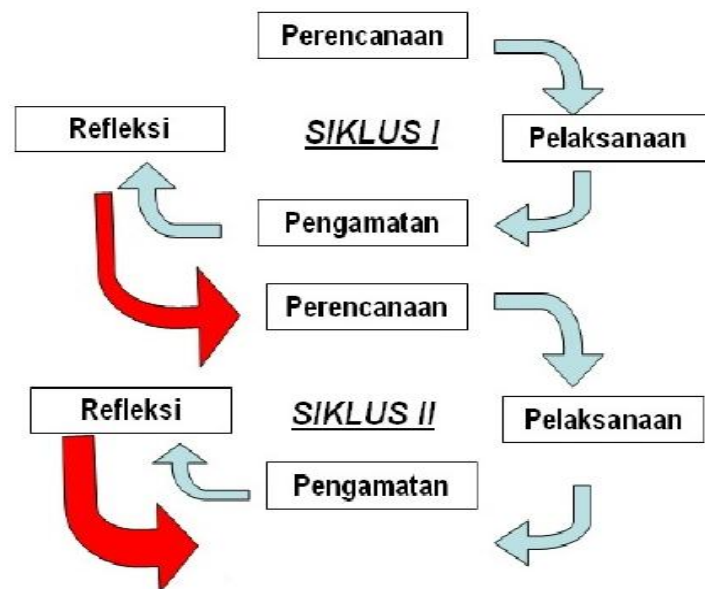 Perencanaan
Refleksi
SIKLUS I
Pelaksanaan
Pengamatan
Perencanaan
Refleksi
SIKLUS II
Pelaksanaan
Pengamatan